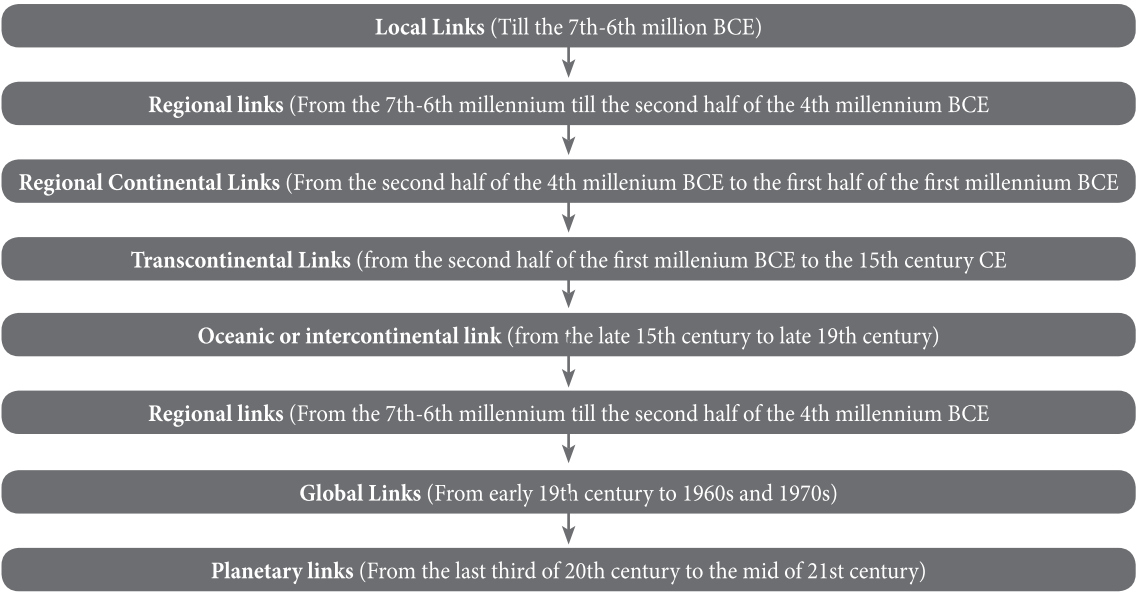 Local Links (Till the 7th-6th million BCE)
Regional links (From the 7th-6th millennium till the second half of the 4th millennium BCE
Regional Continental Links (From the second half of the 4th millenium BCE to the first half of the first millennium BCE
Transcontinental Links (from the second half of the first millenium BCE to the 15th century CE
Oceanic or intercontinental link (from the late 15th century to late 19th century)
Regional links (From the 7th-6th millennium till the second half of the 4th millennium BCE
Global Links (From early 19th century to 1960s and 1970s)
Planetary links (From the last third of 20th century to the mid of 21st century)